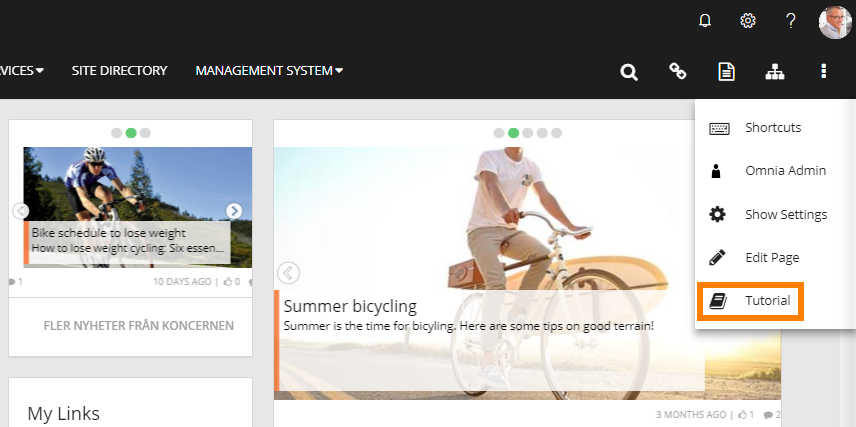 ?
VICES
SITE DIRECTORY
MANAGEMENT SYSTEM
Shortcuts
Omnia Admin
Show Settings
Edit Page
Tutorial
Bike schedule to lose weight
How to lose weight cycling: Six essen...
1
10 DAYS AGO | 0
FLER NYHETER FRÅN KONCERNEN
My Links
Summer bicycling
Summer is the time for bicyling. Here are some tips on good terrain!
3 MONTHS AGO | 1 2